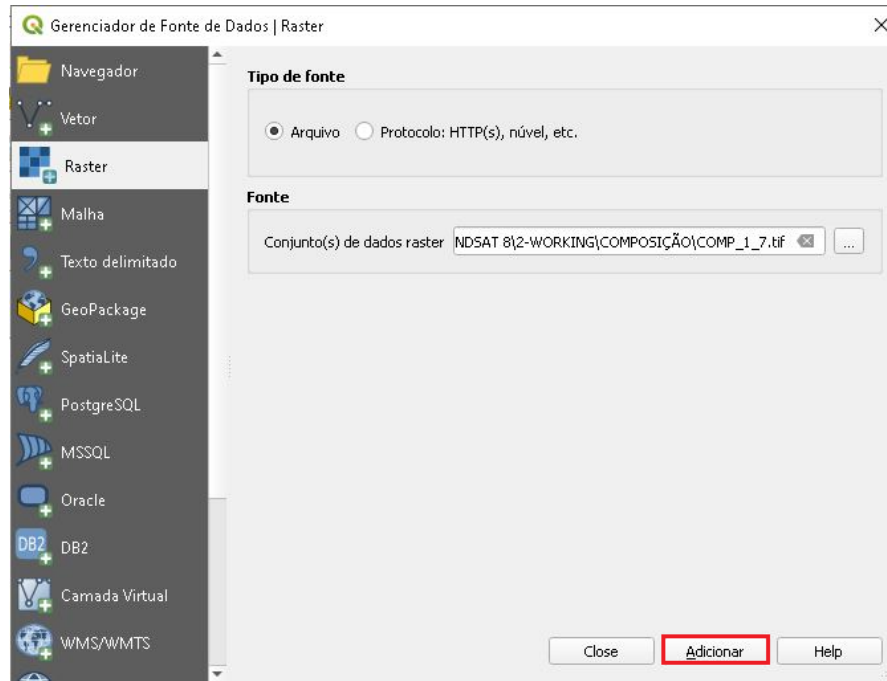 Gerenciador de Fonte de Dados | Raster
Navegador
Vetor
Raster
Malha
Texto delimitado
GeoPackage
SpatiaLite
PostgreSQL
MSSQL
Oracle
DB2
DB2
Camada Virtual
WMS/WMTS
Tipo de fonte
Arquivo
Protocolo: HTTP(s), núvel, etc.
Fonte
Conjunto(s) de dados raster
NDSAT 8\2-WORKING\COMPOSIÇÃO\COMP_1_7.tif
...
Close
Adicionar
Help